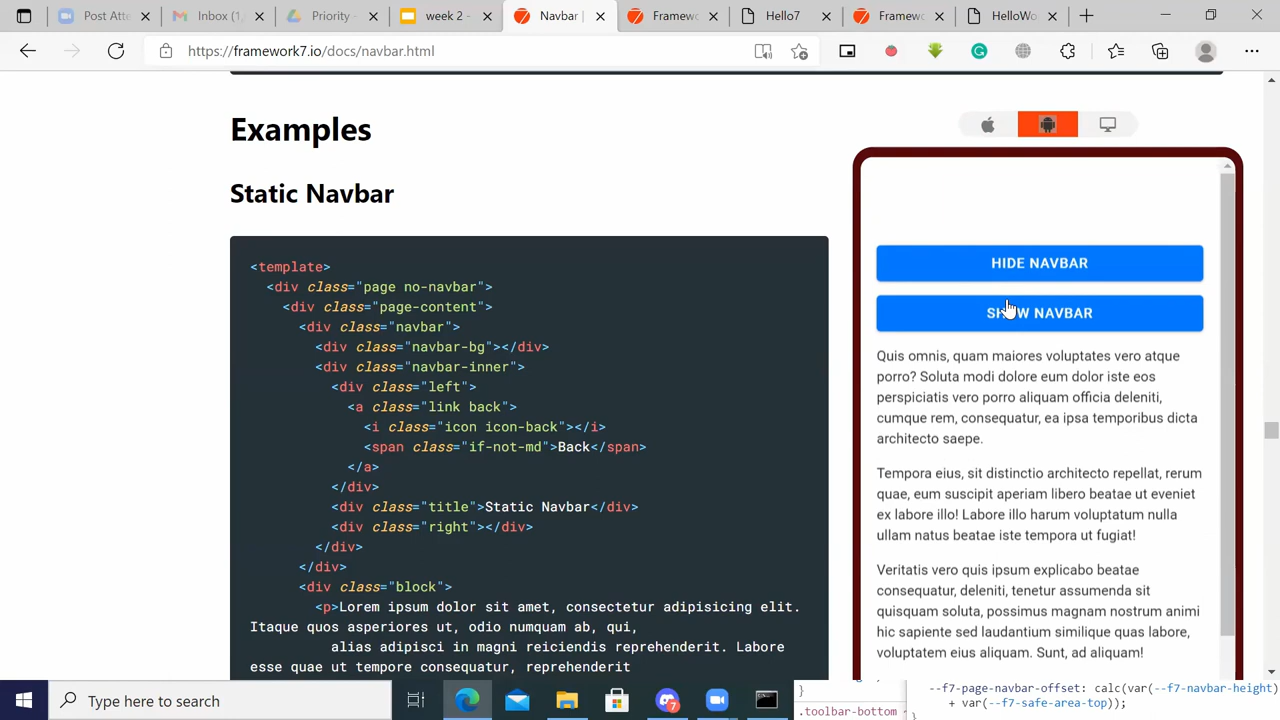 Post Atte
Inbox (1,
Priority -
week 2 -
Navbar |
Framew
Hello7
Framew
HelloWo
https://framework7.io/docs/navbar.html
Examples
Static Navbar
<template>
<div class="page no-navbar">
<div class="page-content">
<div class="navbar">
<div class="navbar-bg"></div>
<div class="navbar-inner">
<div class="left">
<a class="link back">
<i class="icon icon-back"></i>
<span class="if-not-md">Back</span>
</a>
</div>
<div class="title">Static Navbar</div>
<div class="right"></div>
</div>
</div>
<div class="block">
<p>Lorem ipsum dolor sit amet, consectetur adipisicing elit.
Itaque quos asperiores ut, odio numquam ab, qui,
alias adipisci in magni reiciendis reprehenderit. Labore
esse quae ut tempore consequatur, reprehenderit
HIDE NAVBAR
SHOW NAVBAR
Quis omnis, quam maiores voluptates vero atque
porro? Soluta modi dolore eum dolor iste eos
perspiciatis vero porro aliquam officia deleniti,
cumque rem, consequatur, ea ipsa temporibus dicta
architecto saepe.
Tempora eius, sit distinctio architecto repellat, rerum
quae, eum suscipit aperiam libero beatae ut eveniet
ex labore illo! Labore illo harum voluptatum nulla
ullam natus beatae iste tempora ut fugiat!
Veritatis vero quis ipsum explicabo beatae
consequatur, deleniti, tenetur assumenda sit
quisquam soluta, possimus magnam nostrum animi
hic sapiente sed laudantium similique quas labore,
voluptatem eius aliquam. Sunt, ad aliquam!
Type here to search
7
}
.toolbar-bottom ~
--f7-page-navbar-offset: calc(var(--f7-navbar-height)
+ var(--f7-safe-area-top));
}